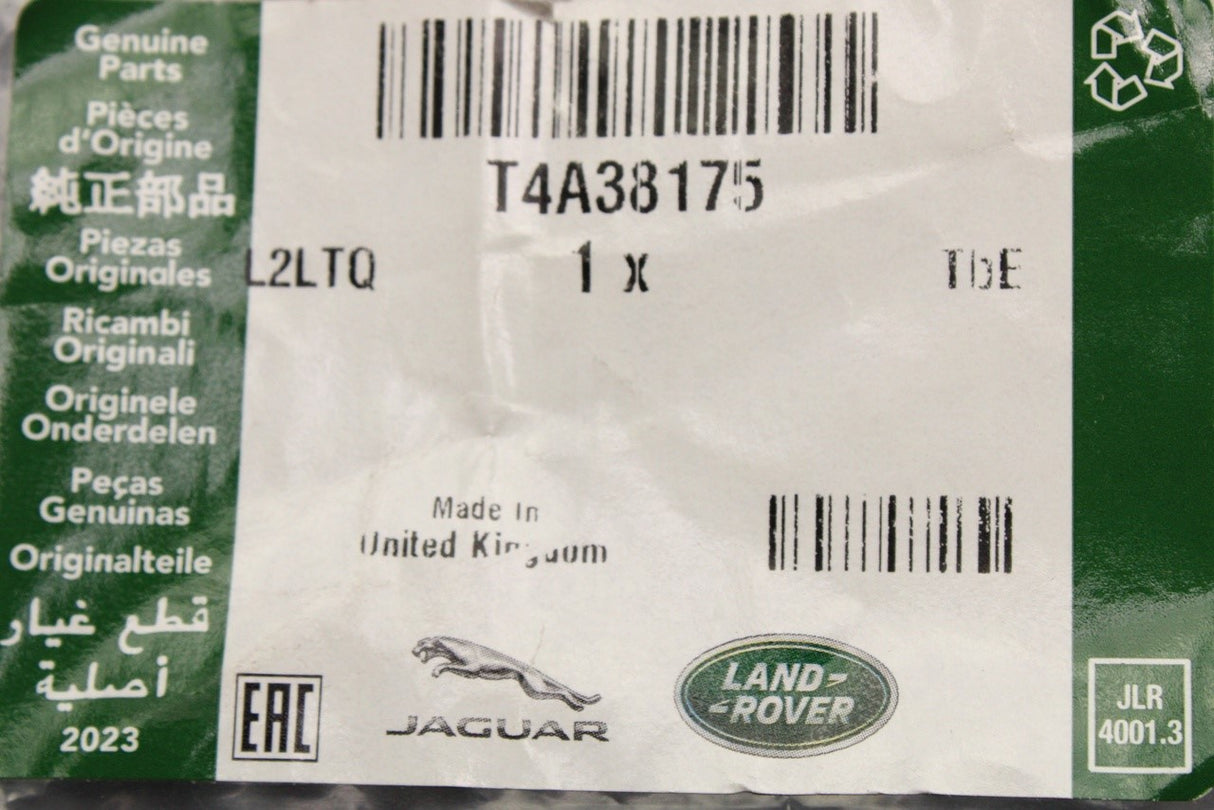 Genuine
Parts
Pièces
d'Origine
純正部品
Piezas
Originales
Ricambi
Originali
Originele
Onderdelen
Peças
Genuinas
Originalteile
قطع غيار
أصلية
2023
T4A38175
L2LTQ 1 x
Made In
United Kingdom
EAC
JAGUAR
LAND-
-ROVER
JLR
4001.3